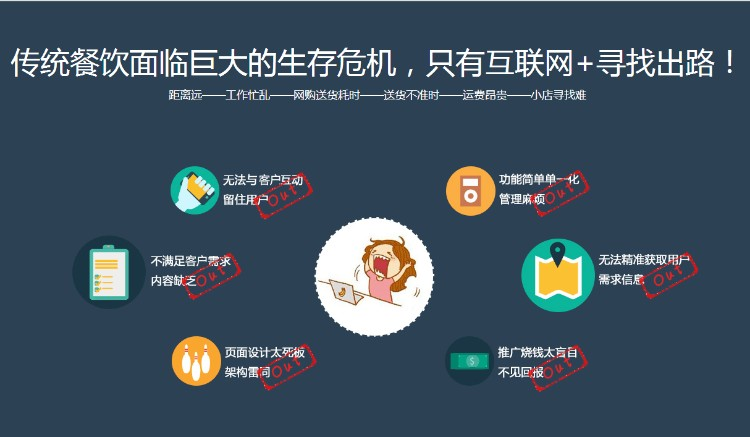 传统餐饮面临巨大的生存危机，只有互联网+寻找出路！
距离远——工作忙乱——网购送货耗时——送货不准时——运费昂贵——小店寻找难
无法与客户互动
留住用户
Out
功能简单单一化
管理麻烦
Out
不满足客户需求
内容缺乏
Out
无法精准获取用户
需求信息
Out
页面设计太死板
架构雷同
Out
推广烧钱太盲目
不见回报
Out